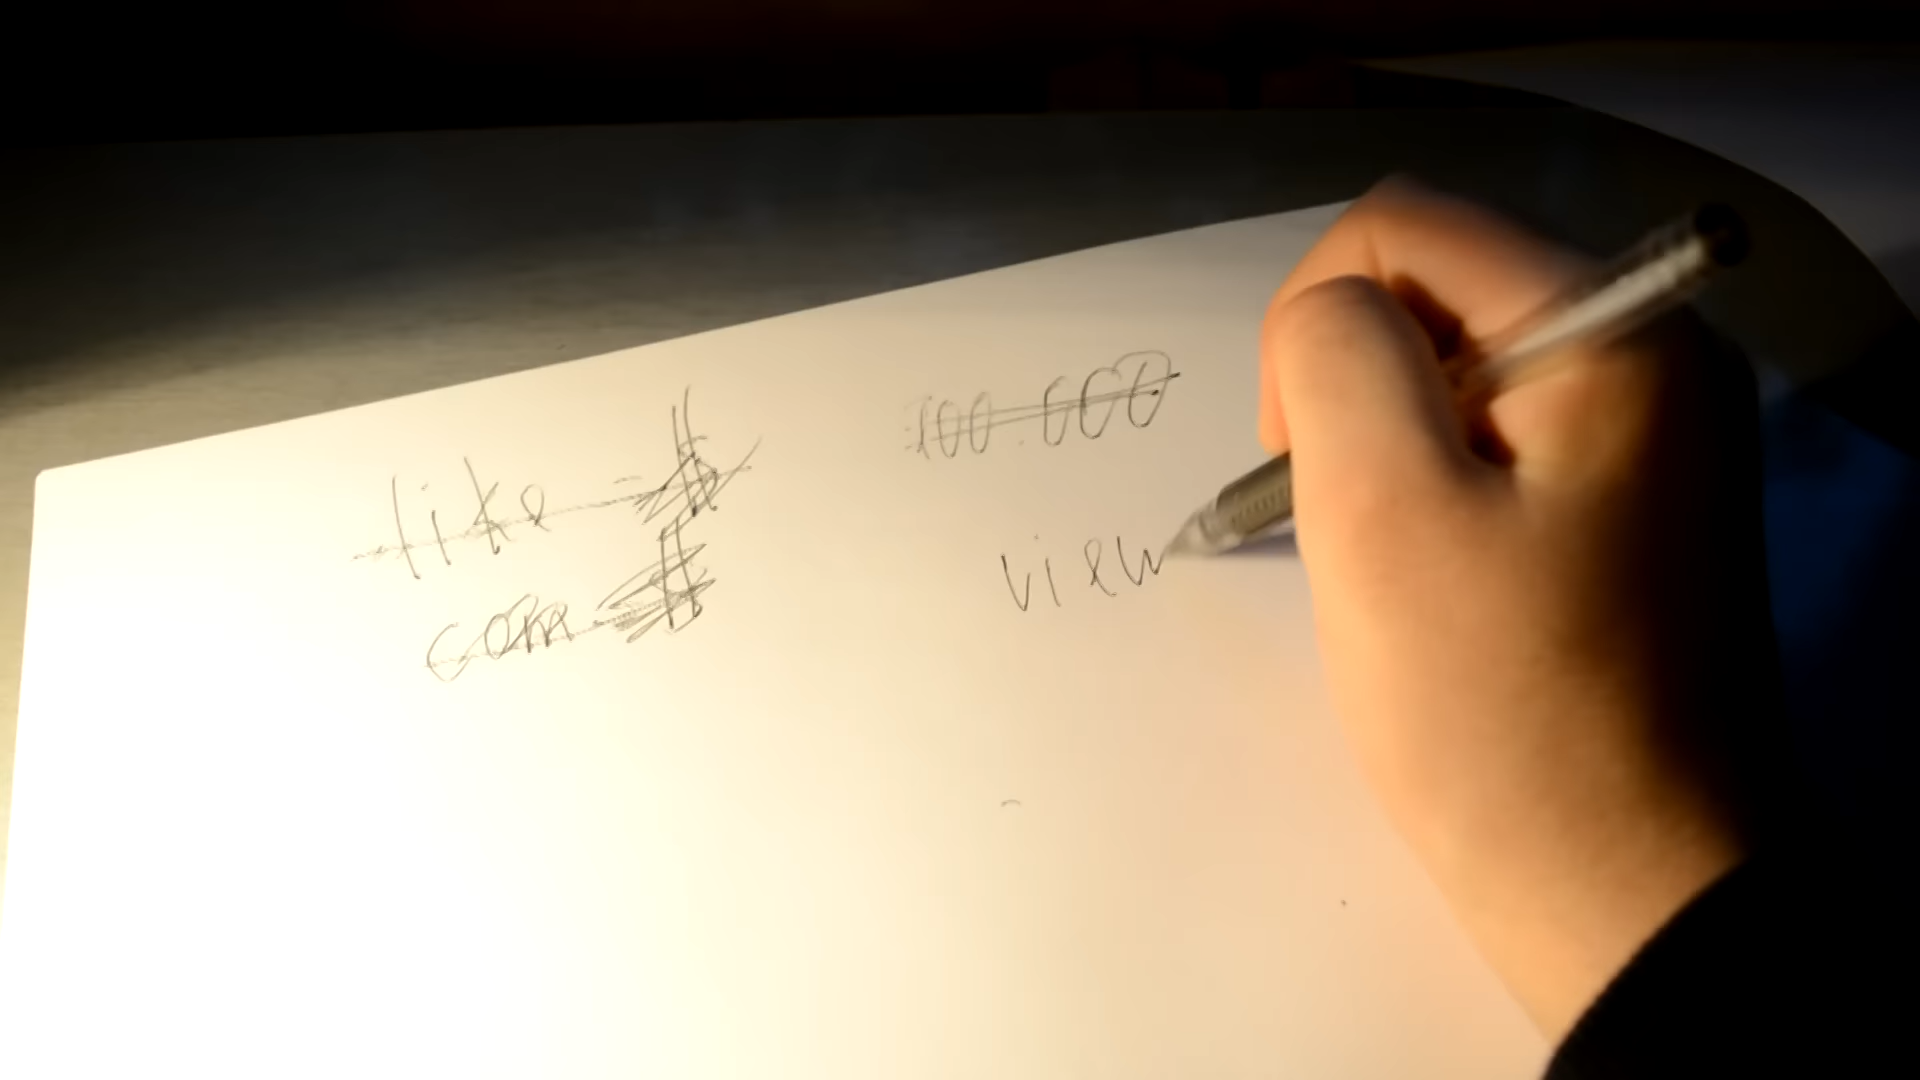 like = $
100.000
com = $
view